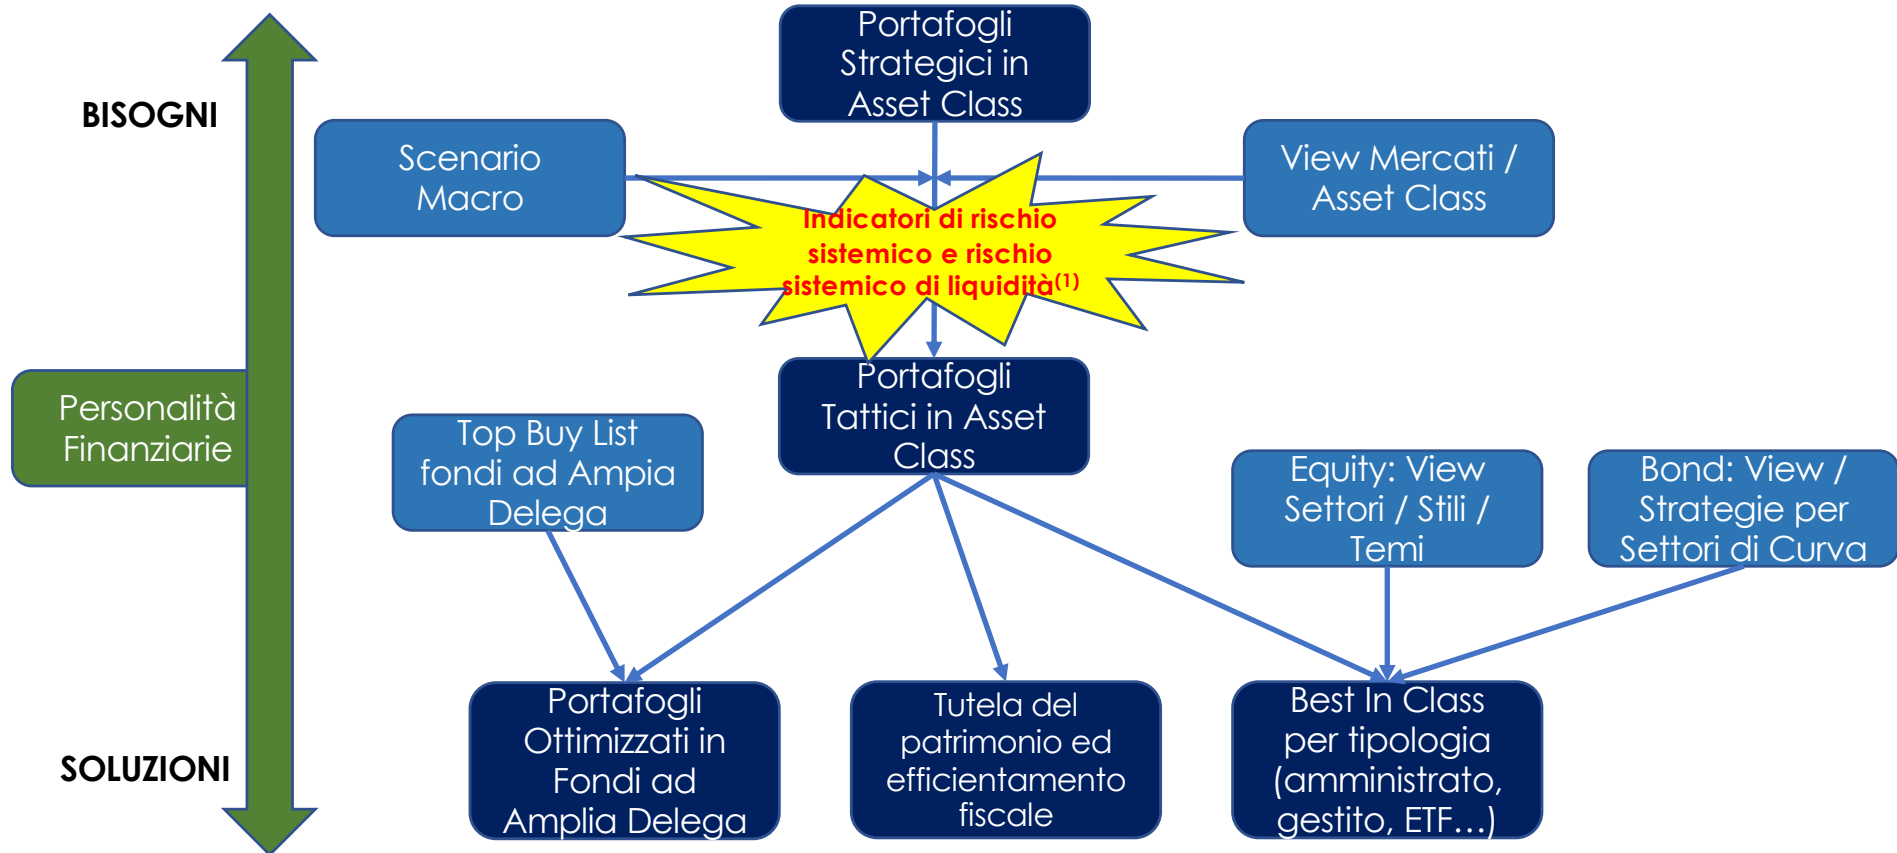 Portafogli
Strategici in
Asset Class
BISOGNI
Scenario
Macro
View Mercati /
Asset Class
Indicatori di rischio
sistemico e rischio
sistemico di liquidità(1)
Personalità
Finanziarie
Portafogli
Tattici in Asset
Class
Top Buy List
fondi ad Ampia
Delega
Equity: View
Settori / Stili /
Temi
Bond: View /
Strategie per
Settori di Curva
SOLUZIONI
Portafogli
Ottimizzati in
Fondi ad
Amplia Delega
Tutela del
patrimonio ed
efficientamento
fiscale
Best In Class
per tipologia
(amministrato,
gestito, ETF…)